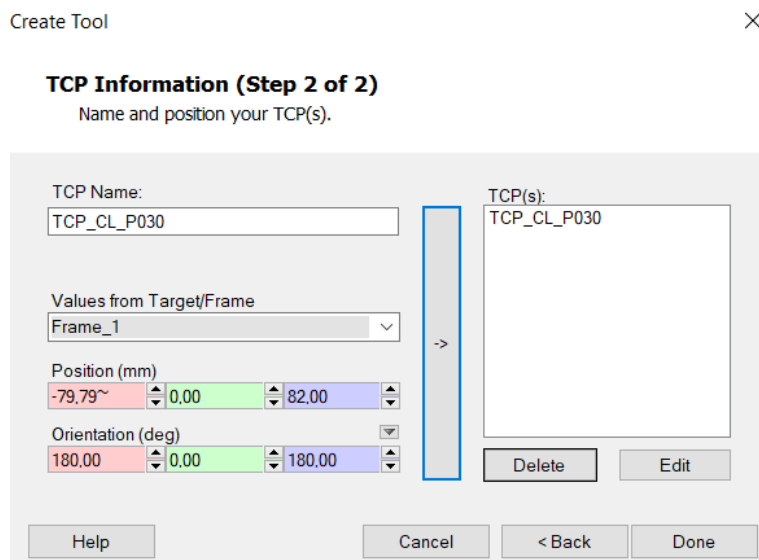 Create Tool
TCP Information (Step 2 of 2)
Name and position your TCP(s).
TCP Name:
TCP_CL_P030
Values from Target/Frame
Frame_1
Position (mm)
-79,79~ 0,00 82,00
Orientation (deg)
180,00 0,00 180,00
->
TCP(s):
TCP_CL_P030
Delete Edit
Help Cancel < Back Done